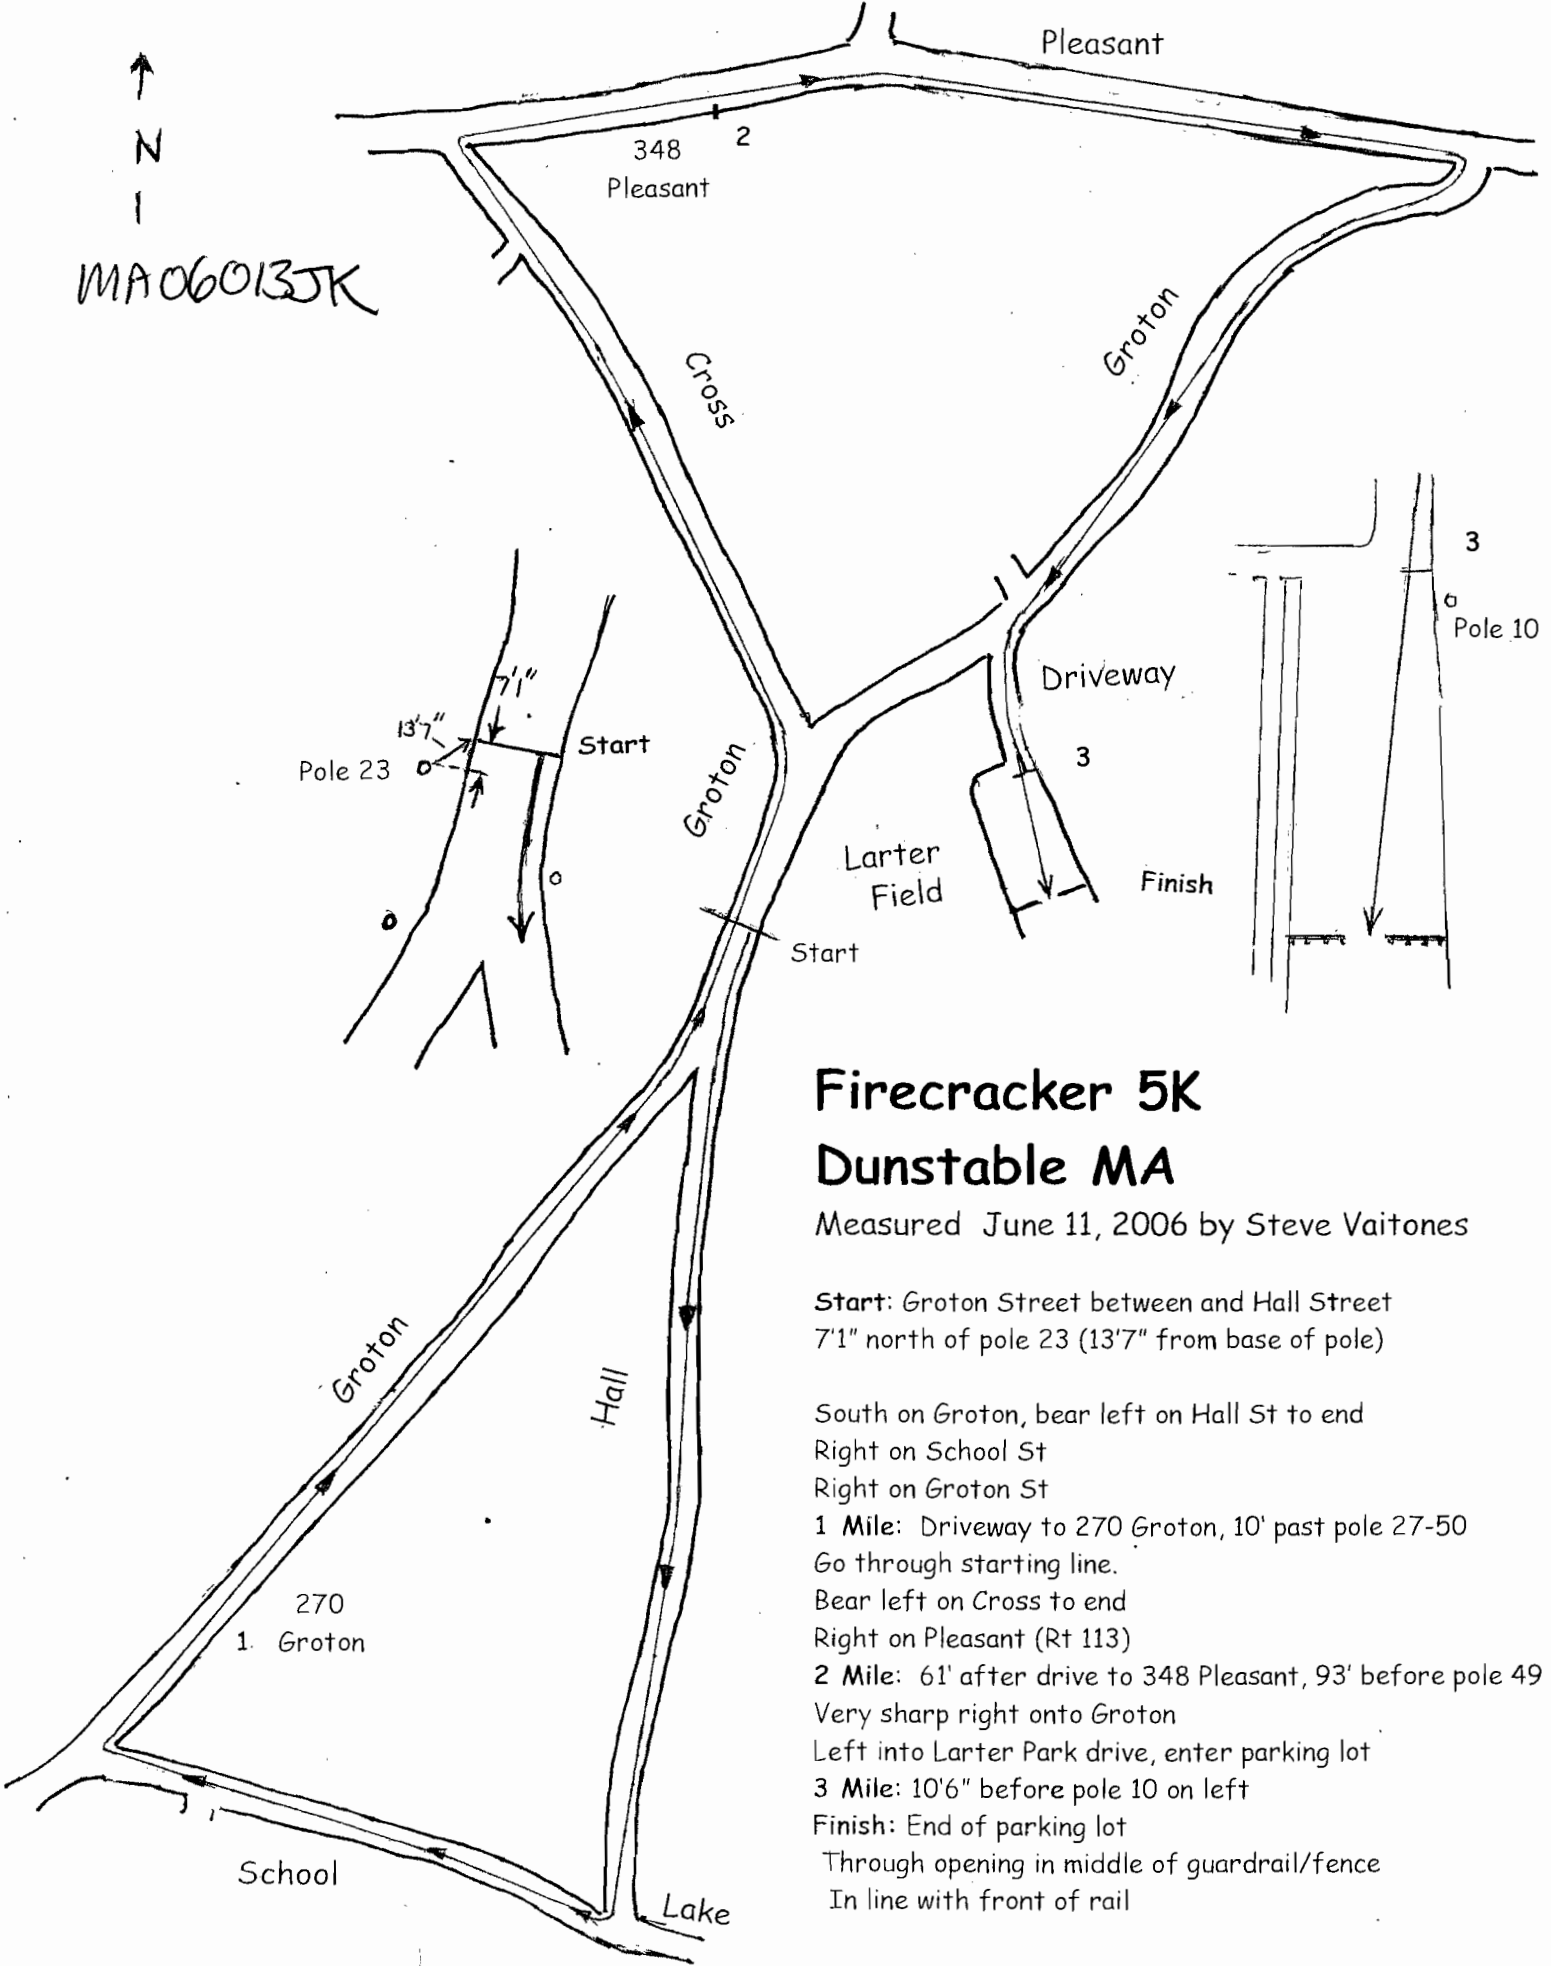 Pleasant
N
2
348
Pleasant
MA06013JK
Groton
Cross
3
Pole 10
7'1"
Driveway
13'7"
Start
Pole 23
3
Groton
Larter
Field
Finish
Start
Firecracker 5K
Dunstable MA
Measured June 11, 2006 by Steve Vaitones
Start: Groton Street between and Hall Street
7'1" north of pole 23 (13'7" from base of pole)
Groton
Hall
South on Groton, bear left on Hall St to end
Right on School St
Right on Groton St
1 Mile: Driveway to 270 Groton, 10' past pole 27-50
Go through starting line.
Bear left on Cross to end
Right on Pleasant (Rt 113)
2 Mile: 61' after drive to 348 Pleasant, 93' before pole 49
Very sharp right onto Groton
Left into Larter Park drive, enter parking lot
3 Mile: 10'6" before pole 10 on left
Finish: End of parking lot
Through opening in middle of guardrail/fence
In line with front of rail
270
1. Groton
School
Lake